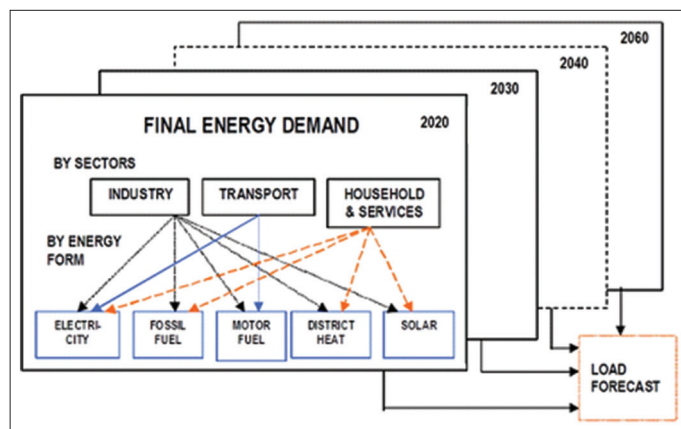 2060
2040
2030
FINAL ENERGY DEMAND 2020
BY SECTORS
INDUSTRY TRANSPORT HOUSEHOLD
& SERVICES
BY ENERGY
FORM
ELECTRI-
CITY
FOSSIL
FUEL
MOTOR
FUEL
DISTRICT
HEAT
SOLAR
LOAD
FORECAST